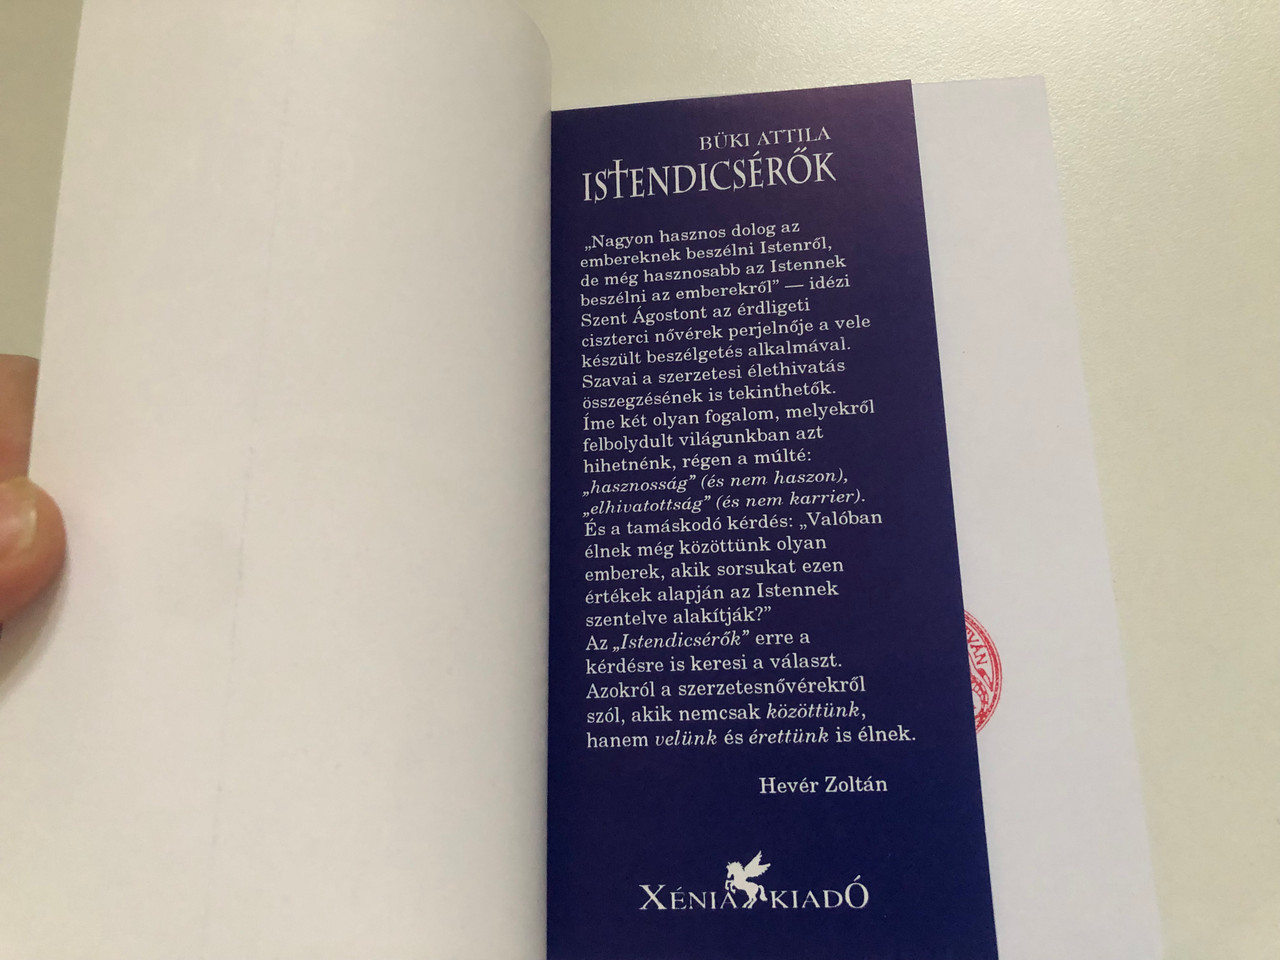 BÜKI ATTILA
ISTENDICSÉRŐK
„Nagyon hasznos dolog az
embereknek beszélni Istenről,
de még hasznosabb az Istennek
beszélni az emberekről” — idézi
Szent Ágostont az érdligeti
ciszterci nővérek perjelnője a vele
készült beszélgetés alkalmával.
Szavai a szerzetesi élethivatás
összegzésének is tekinthetők.
Íme két olyan fogalom, melyekről
felbolydult világunkban azt
hihetnénk, régen a múlté:
„hasznosság” (és nem haszon),
„elhivatottság” (és nem karrier).
És a tamáskodó kérdés: „Valóban
élnek még közöttünk olyan
emberek, akik sorsukat ezen
értékek alapján az Istennek
szentelve alakítják?”
Az „Istendicsérők” erre a
kérdésre is keresi a választ.
Azokról a szerzetesnővérekről
szól, akik nemcsak közöttünk,
hanem velünk és érettünk is élnek.
Hevér Zoltán
XÉNIA KIADÓ